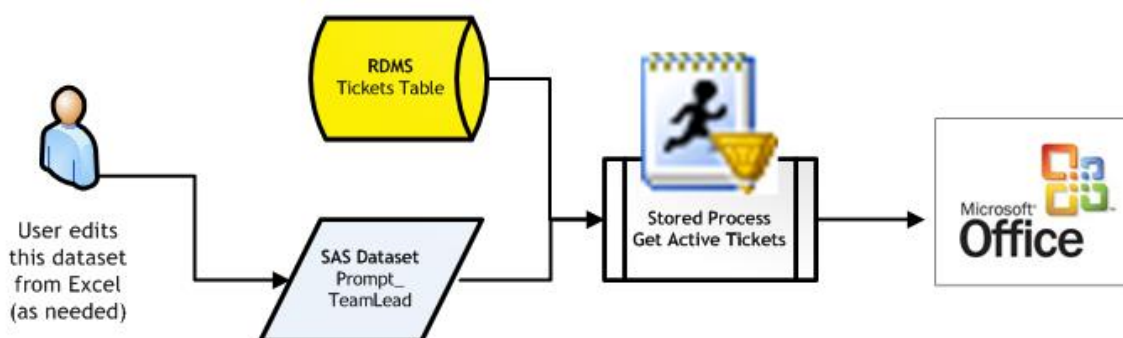 RDMS
Tickets Table
User edits
this dataset
from Excel
(as needed)
SAS Dataset
Prompt_
TeamLead
Stored Process
Get Active Tickets
Microsoft
Office